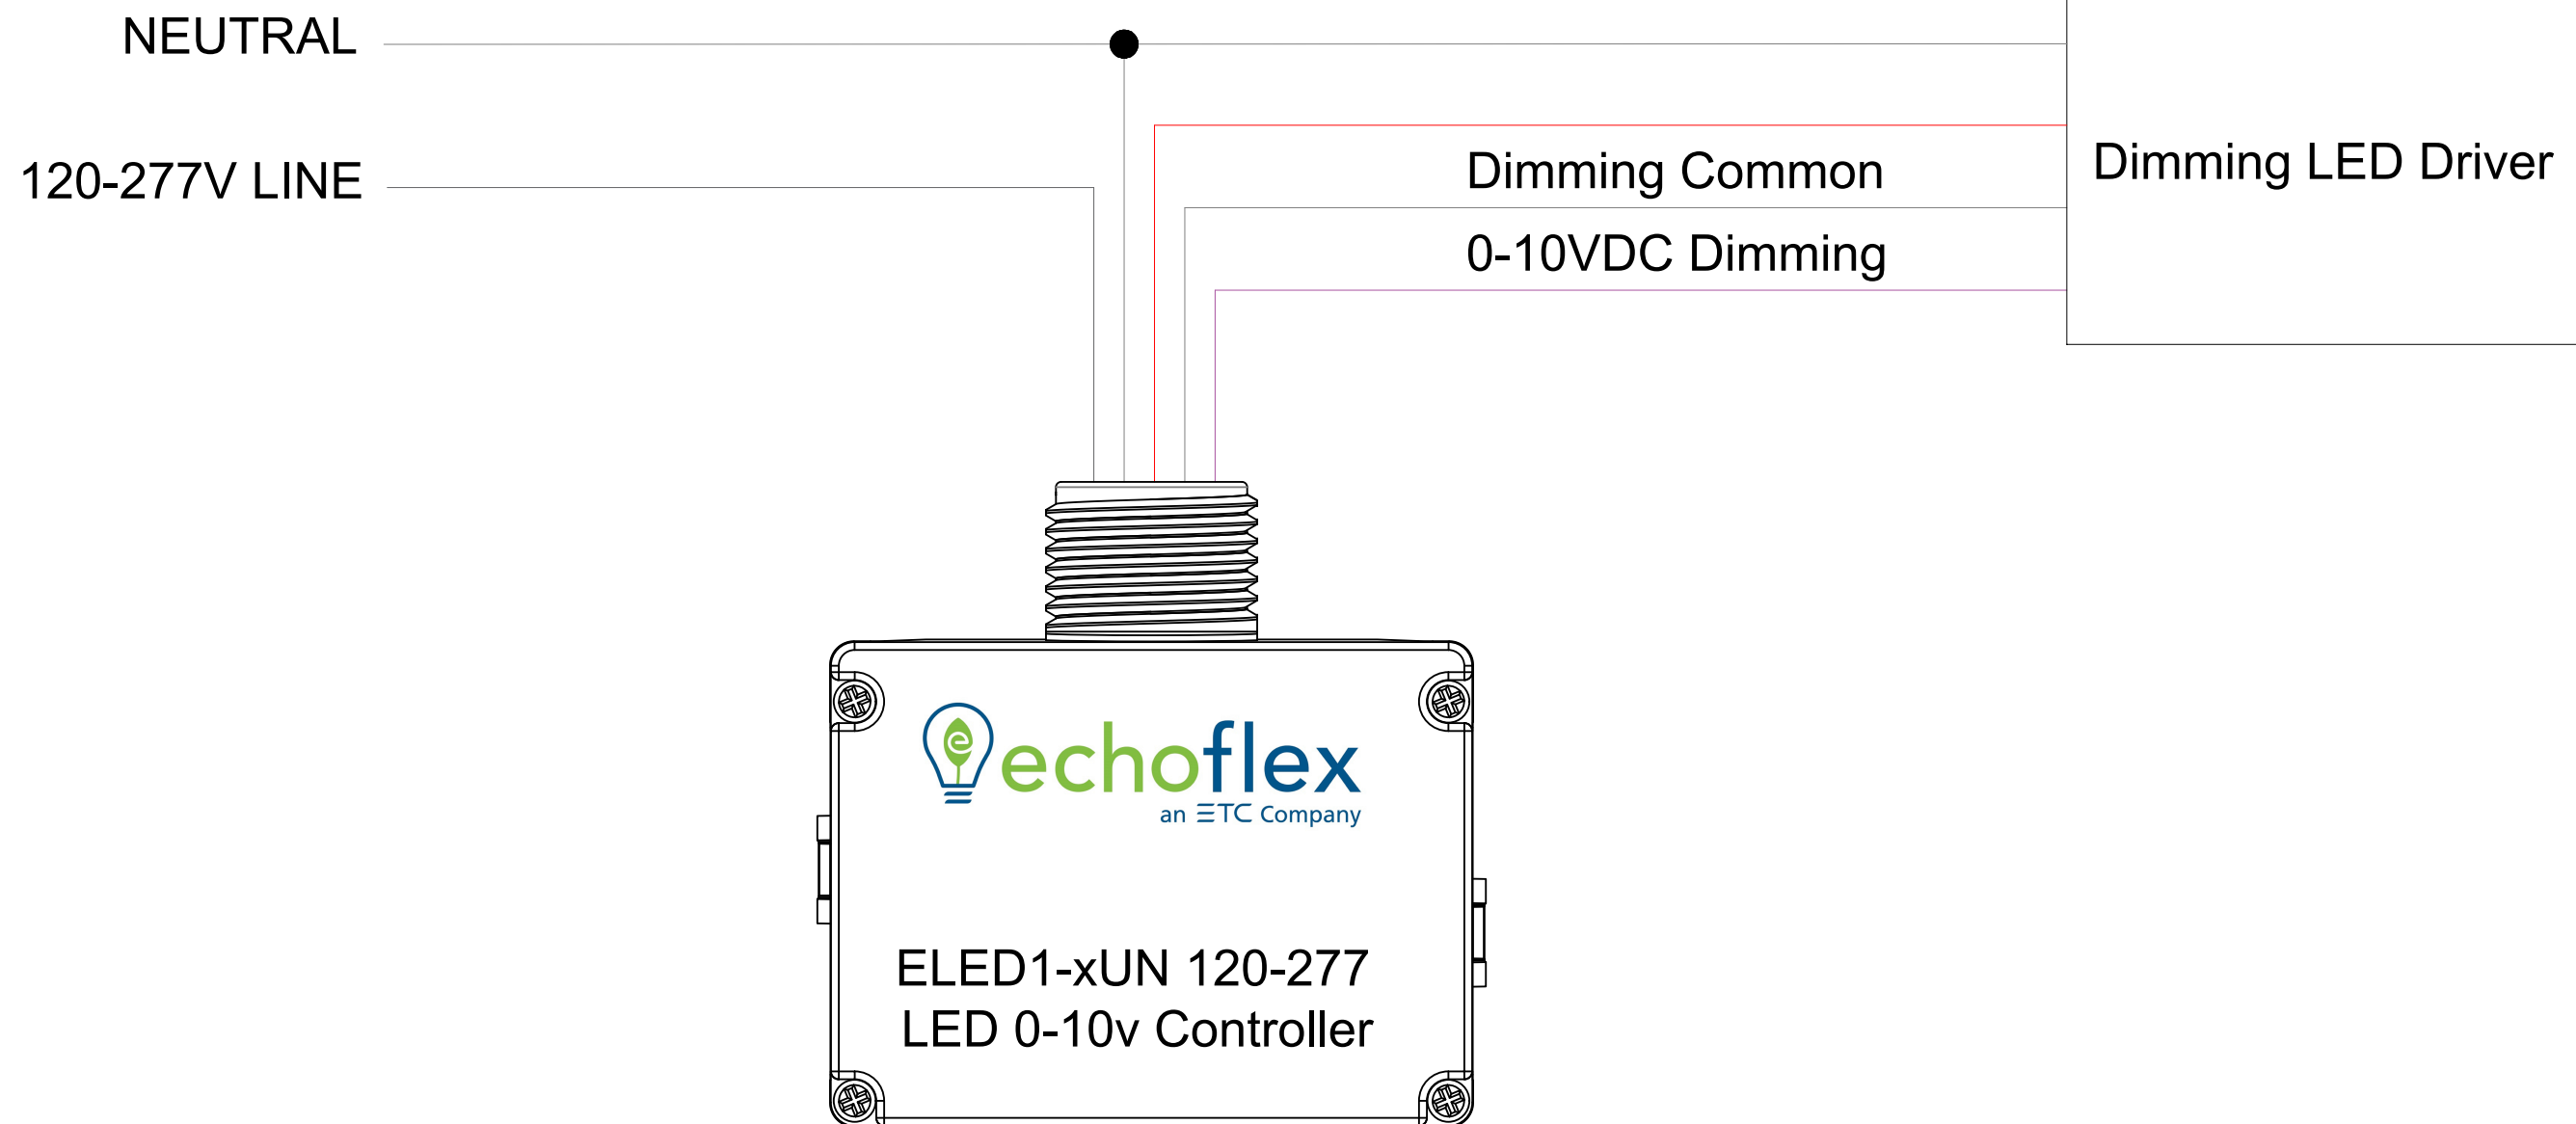 NEUTRAL
120-277V LINE
Dimming Common
0-10VDC Dimming
Dimming LED Driver
echoflex
an ETC Company
ELED1-xUN 120-277
LED 0-10v Controller